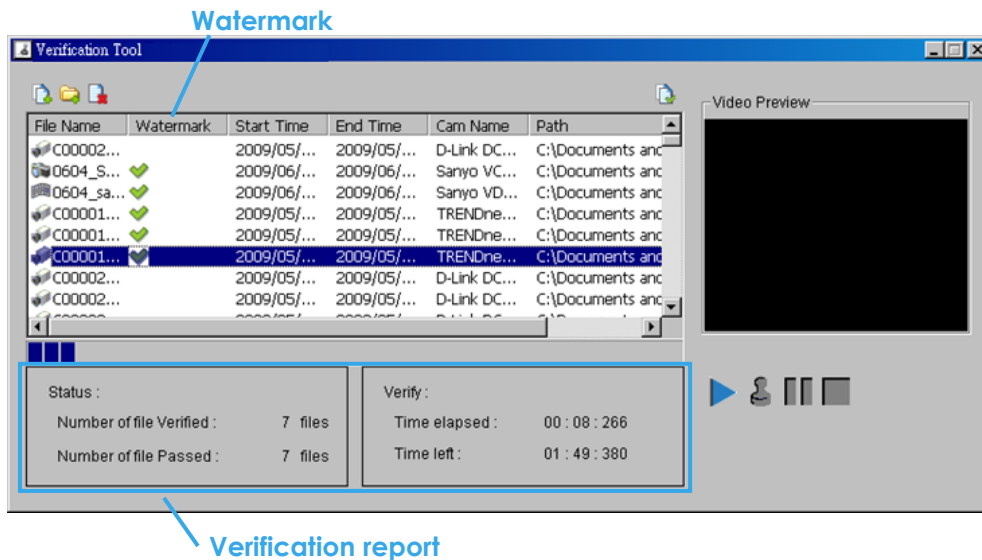 Watermark
Verification Tool
Video Preview
File Name Watermark Start Time End Time Cam Name Path
C00002... 2009/05/... 2009/05/... D-Link DC... C:\Documents and
0604_S... 2009/06/... 2009/06/... Sanyo VC... C:\Documents and
0604_sa... 2009/06/... 2009/06/... Sanyo VD... C:\Documents and
C00001... 2009/05/... 2009/05/... TRENDne... C:\Documents and
C00001... 2009/05/... 2009/05/... TRENDne... C:\Documents and
C00001... 2009/05/... 2009/05/... TRENDne... C:\Documents and
C00002... 2009/05/... 2009/05/... D-Link DC... C:\Documents and
C00002... 2009/05/... 2009/05/... D-Link DC... C:\Documents and
Status :
Number of file Verified : 7 files
Number of file Passed : 7 files
Verify :
Time elapsed : 00 : 08 : 266
Time left : 01 : 49 : 380
Verification report